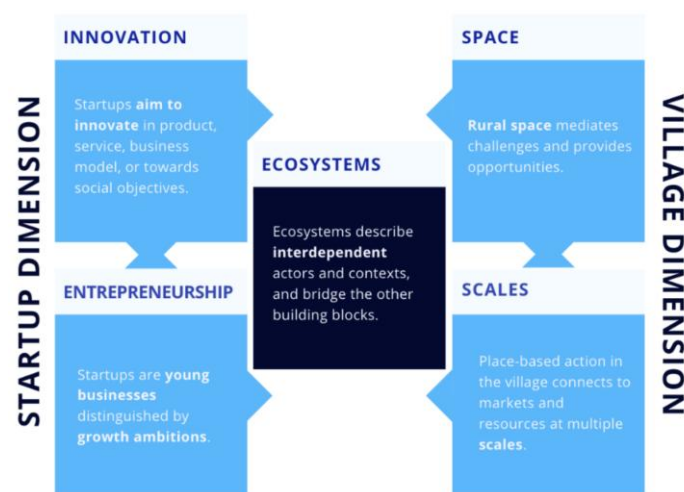 STARTUP DIMENSION
INNOVATION
Startups aim to
innovate in product,
service, business
model, or towards
social objectives.
ENTREPRENEURSHIP
Startups are young
businesses
distinguished by
growth ambitions.
ECOSYSTEMS
Ecosystems describe
interdependent
actors and contexts,
and bridge the other
building blocks.
SPACE
Rural space mediates
challenges and provides
opportunities.
SCALES
Place-based action in
the village connects to
markets and
resources at multiple
scales.
VILLAGE DIMENSION